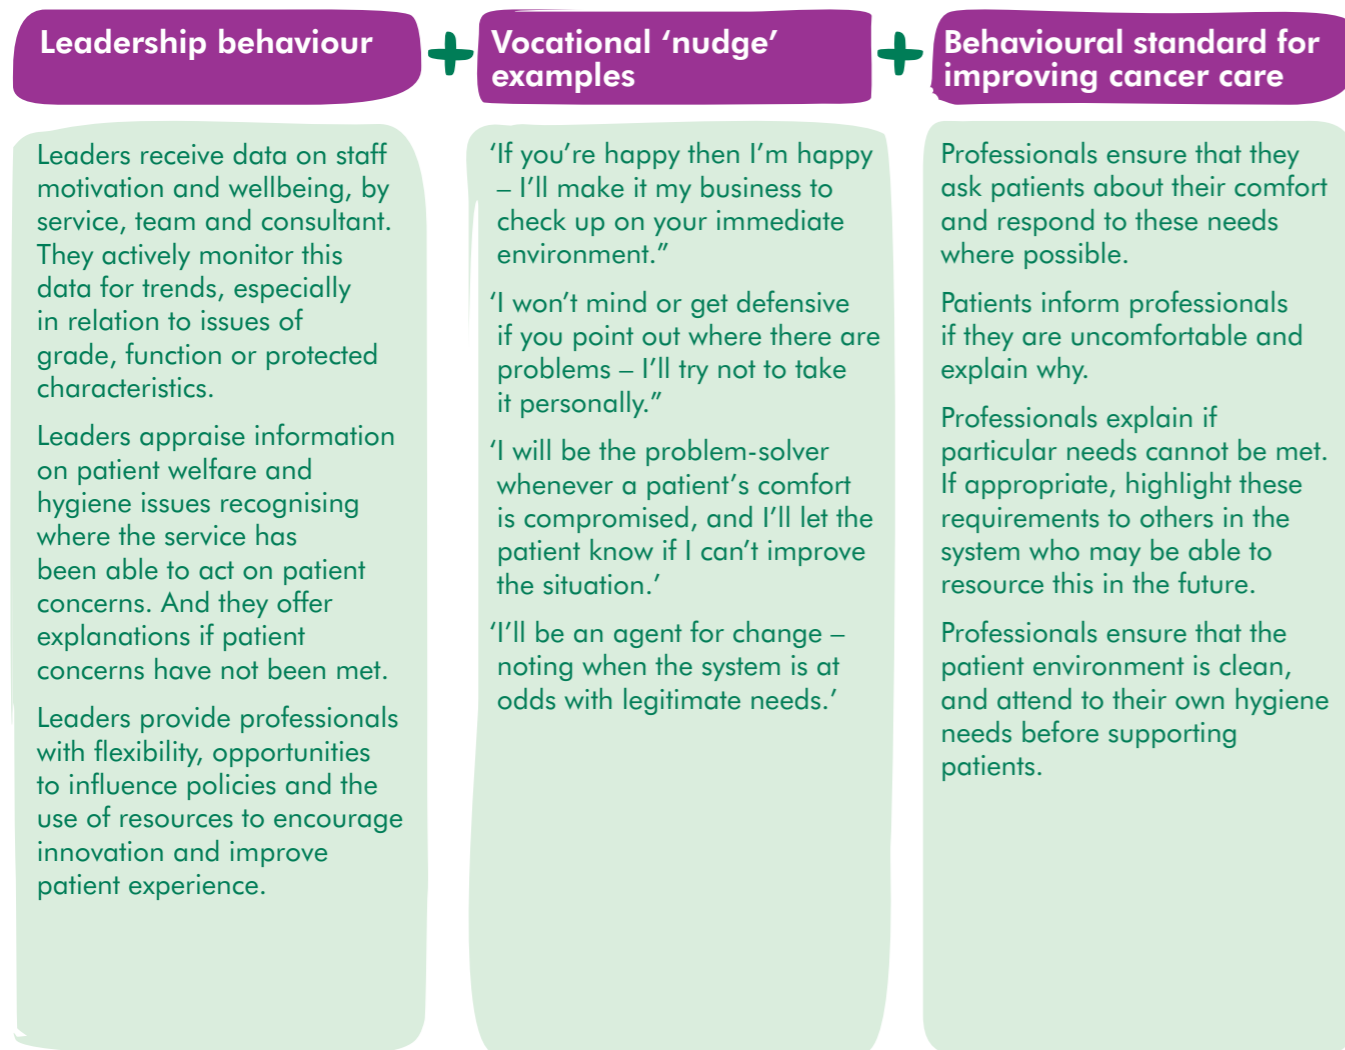 Leadership behaviour
+
Vocational ‘nudge’
examples
+
Behavioural standard for
improving cancer care
Leaders receive data on staff
motivation and wellbeing, by
service, team and consultant.
They actively monitor this
data for trends, especially
in relation to issues of
grade, function or protected
characteristics.
Leaders appraise information
on patient welfare and
hygiene issues recognising
where the service has
been able to act on patient
concerns. And they offer
explanations if patient
concerns have not been met.
Leaders provide professionals
with flexibility, opportunities
to influence policies and the
use of resources to encourage
innovation and improve
patient experience.
‘If you’re happy then I’m happy
– I’ll make it my business to
check up on your immediate
environment.”
‘I won’t mind or get defensive
if you point out where there are
problems – I’ll try not to take
it personally.”
‘I will be the problem-solver
whenever a patient’s comfort
is compromised, and I’ll let the
patient know if I can’t improve
the situation.’
‘I’ll be an agent for change –
noting when the system is at
odds with legitimate needs.’
Professionals ensure that they
ask patients about their comfort
and respond to these needs
where possible.
Patients inform professionals
if they are uncomfortable and
explain why.
Professionals explain if
particular needs cannot be met.
If appropriate, highlight these
requirements to others in the
system who may be able to
resource this in the future.
Professionals ensure that the
patient environment is clean,
and attend to their own hygiene
needs before supporting
patients.